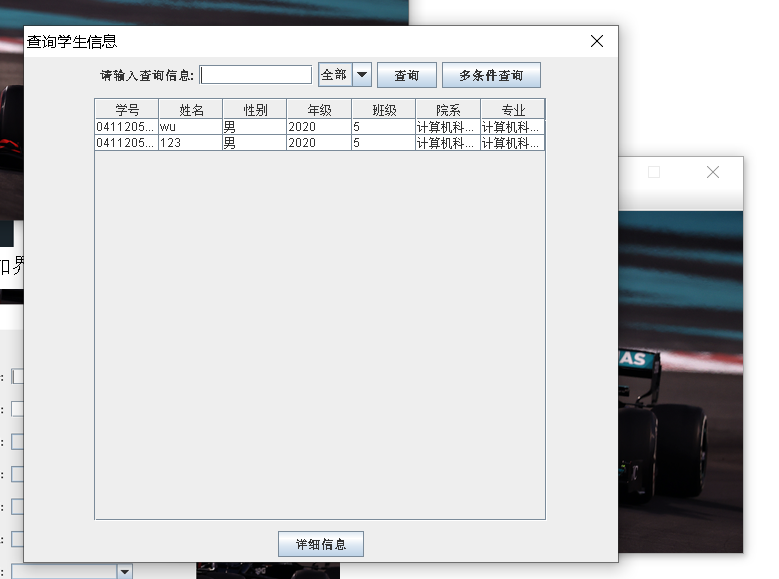 查询学生信息
请输入查询信息: 全部 查询 多条件查询
学号 姓名 性别 年级 班级 院系 专业
0411205... wu 男 2020 5 计算机科... 计算机科...
0411205... 123 男 2020 5 计算机科... 计算机科...
AS
详细信息